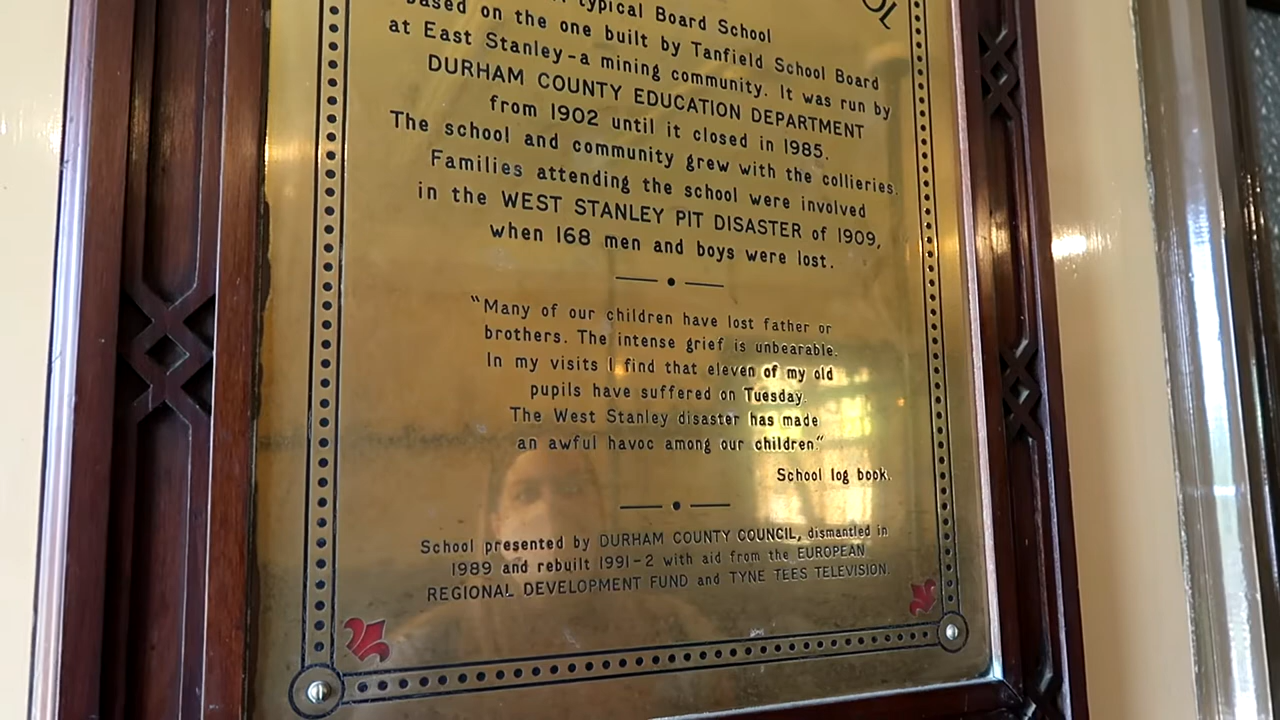 typical Board School
OL
based on the one built by Tanfield School Board
at East Stanley-a mining community. It was run by
DURHAM COUNTY EDUCATION DEPARTMENT
from 1902 until it closed in 1985.
The school and community grew with the collieries.
Families attending the school were involved
in the WEST STANLEY PIT DISASTER of 1909,
when 168 men and boys were lost.
"Many of our children have lost father or
brothers. The intense grief is unbearable.
In my visits I find that eleven of my old
pupils have suffered on Tuesday.
The West Stanley disaster has made
an awful havoc among our children."
School log book.
School presented by DURHAM COUNTY COUNCIL, dismantled in
1989 and rebuilt 1991-2 with aid from the EUROPEAN
REGIONAL DEVELOPMENT FUND and TYNE TEES TELEVISION.